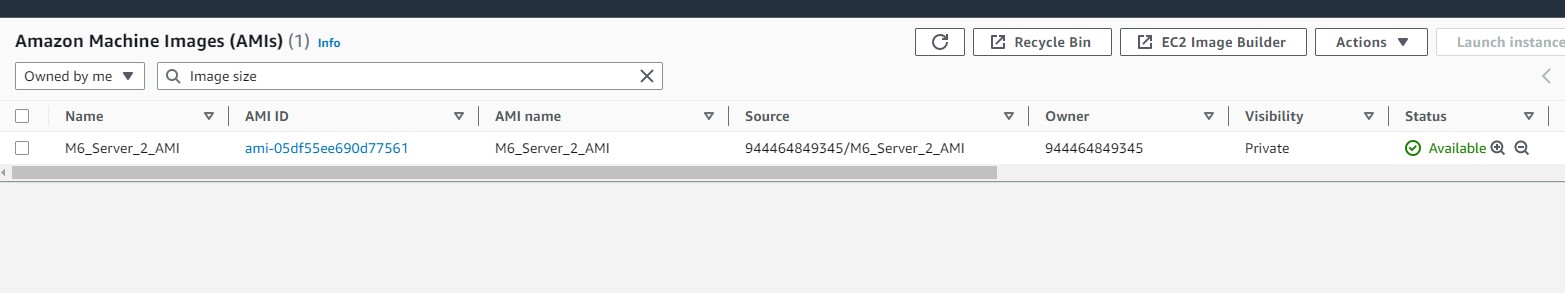 Amazon Machine Images (AMIs) (1) Info
Recycle Bin EC2 Image Builder Actions Launch instance
Owned by me Image size
Name AMI ID AMI name Source Owner Visibility Status
M6_Server_2_AMI ami-05df55ee690d77561 M6_Server_2_AMI 944464849345/M6_Server_2_AMI 944464849345 Private Available